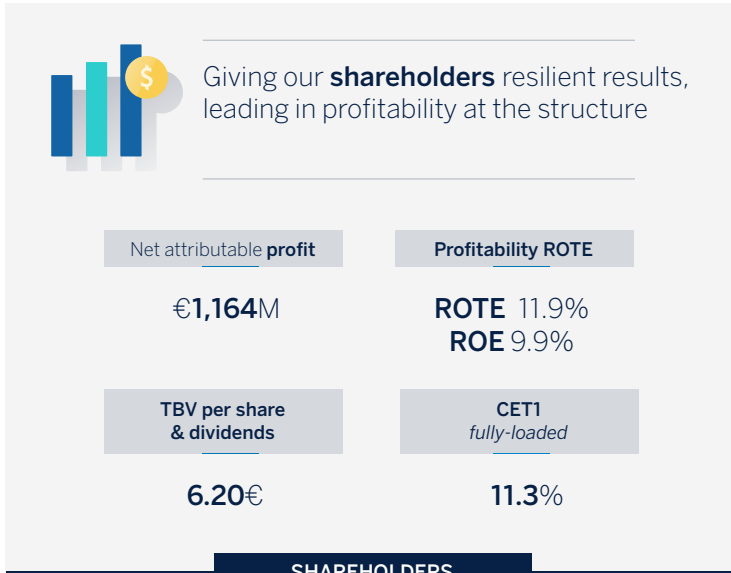 $
Giving our shareholders resilient results,
leading in profitability at the structure
Net attributable profit
Profitability ROTE
€1,164M
ROTE 11.9%
ROE 9.9%
TBV per share
& dividends
CET1
fully-loaded
6.20€
11.3%
SHAREHOLDERS